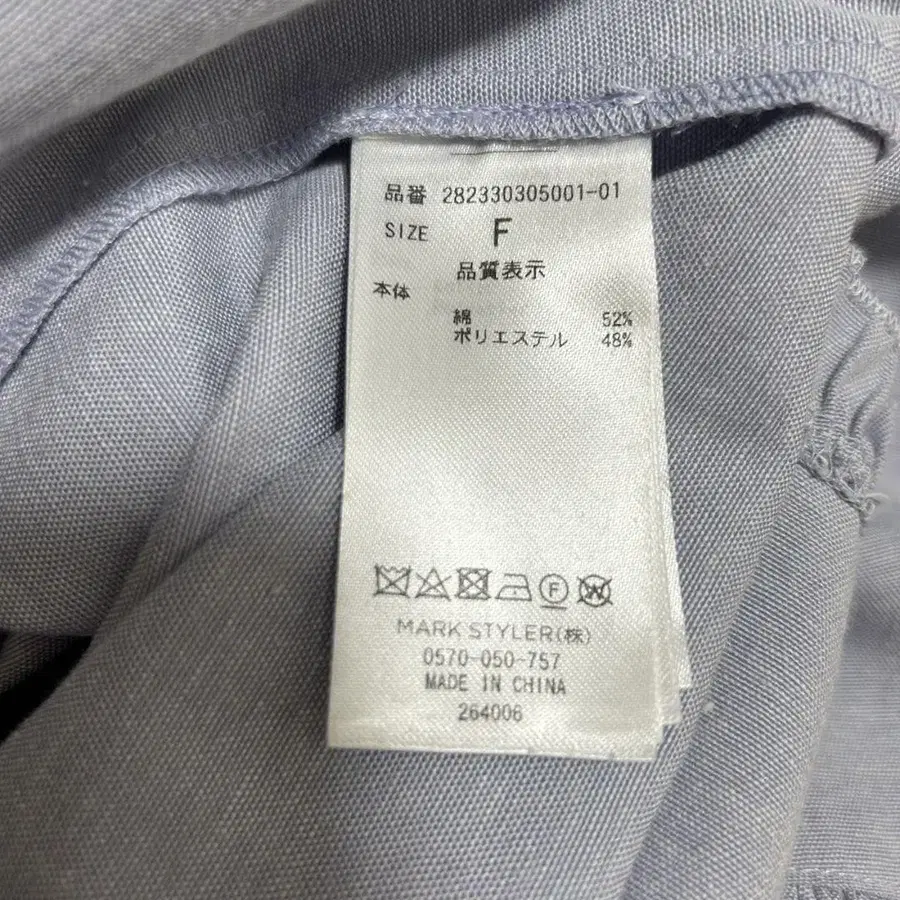 品番 282330305001-01
SIZE F
品質表示
本体
綿 52%
ポリエステル 48%
MARK STYLER(株)
0570-050-757
MADE IN CHINA
264006